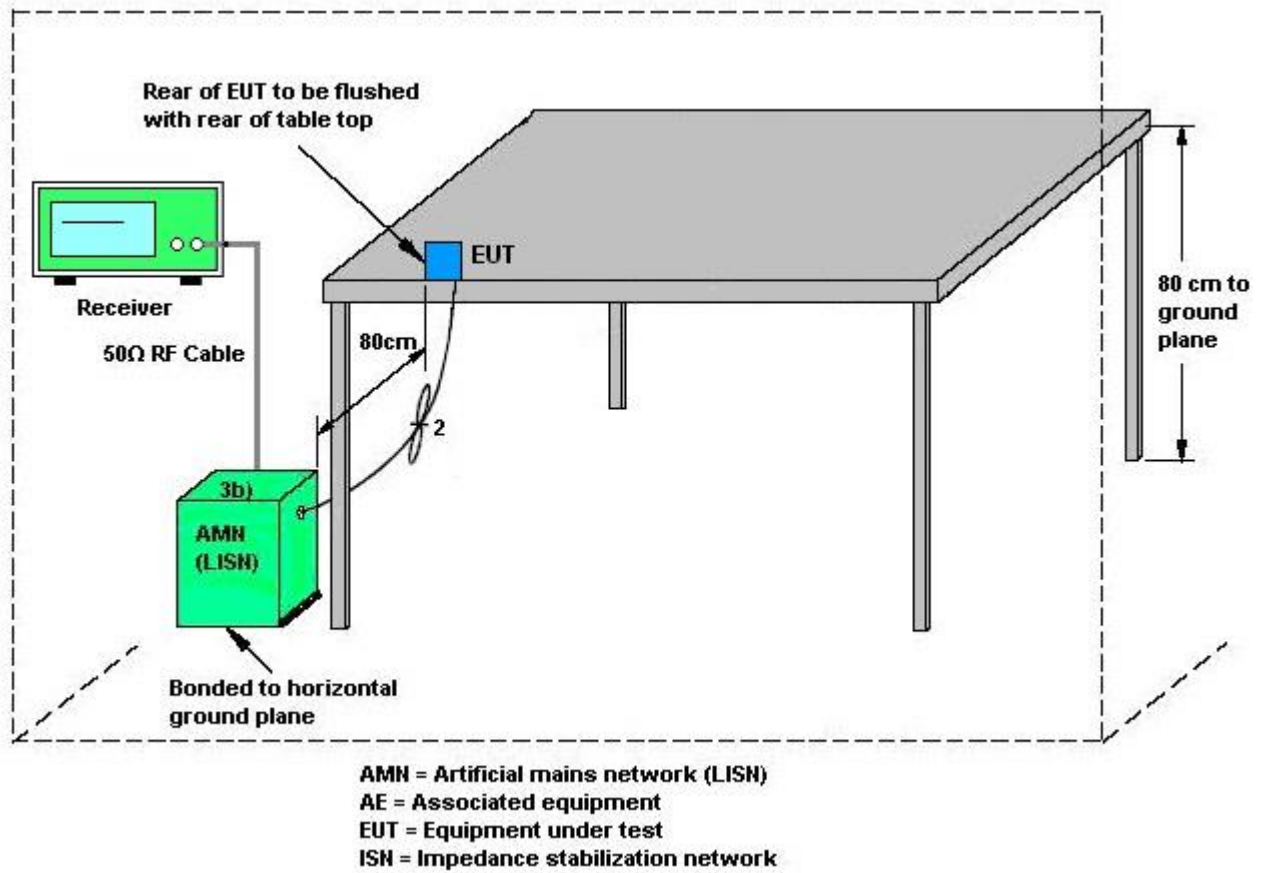 Rear of EUT to be flushed
with rear of table top
EUT
Receiver
50Ω RF Cable
80cm
80 cm to
ground
plane
2
3b)
AMN
(LISN)
Bonded to horizontal
ground plane
AMN = Artificial mains network (LISN)
AE = Associated equipment
EUT = Equipment under test
ISN = Impedance stabilization network